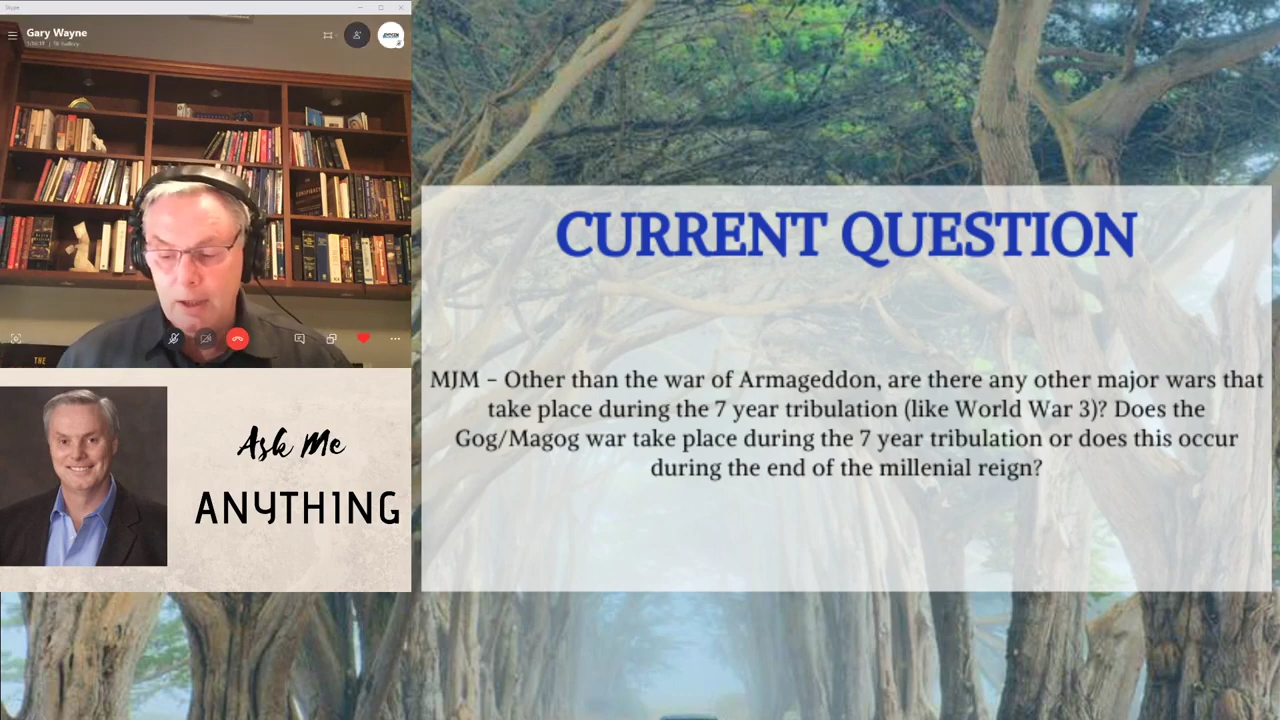 Skype
Gary Wayne
CURRENT QUESTION
MJM – Other than the war of Armageddon, are there any other major wars that
take place during the 7 year tribulation (like World War 3)? Does the
Gog/Magog war take place during the 7 year tribulation or does this occur
during the end of the millenial reign?
THE
Ask Me
ANYTHING